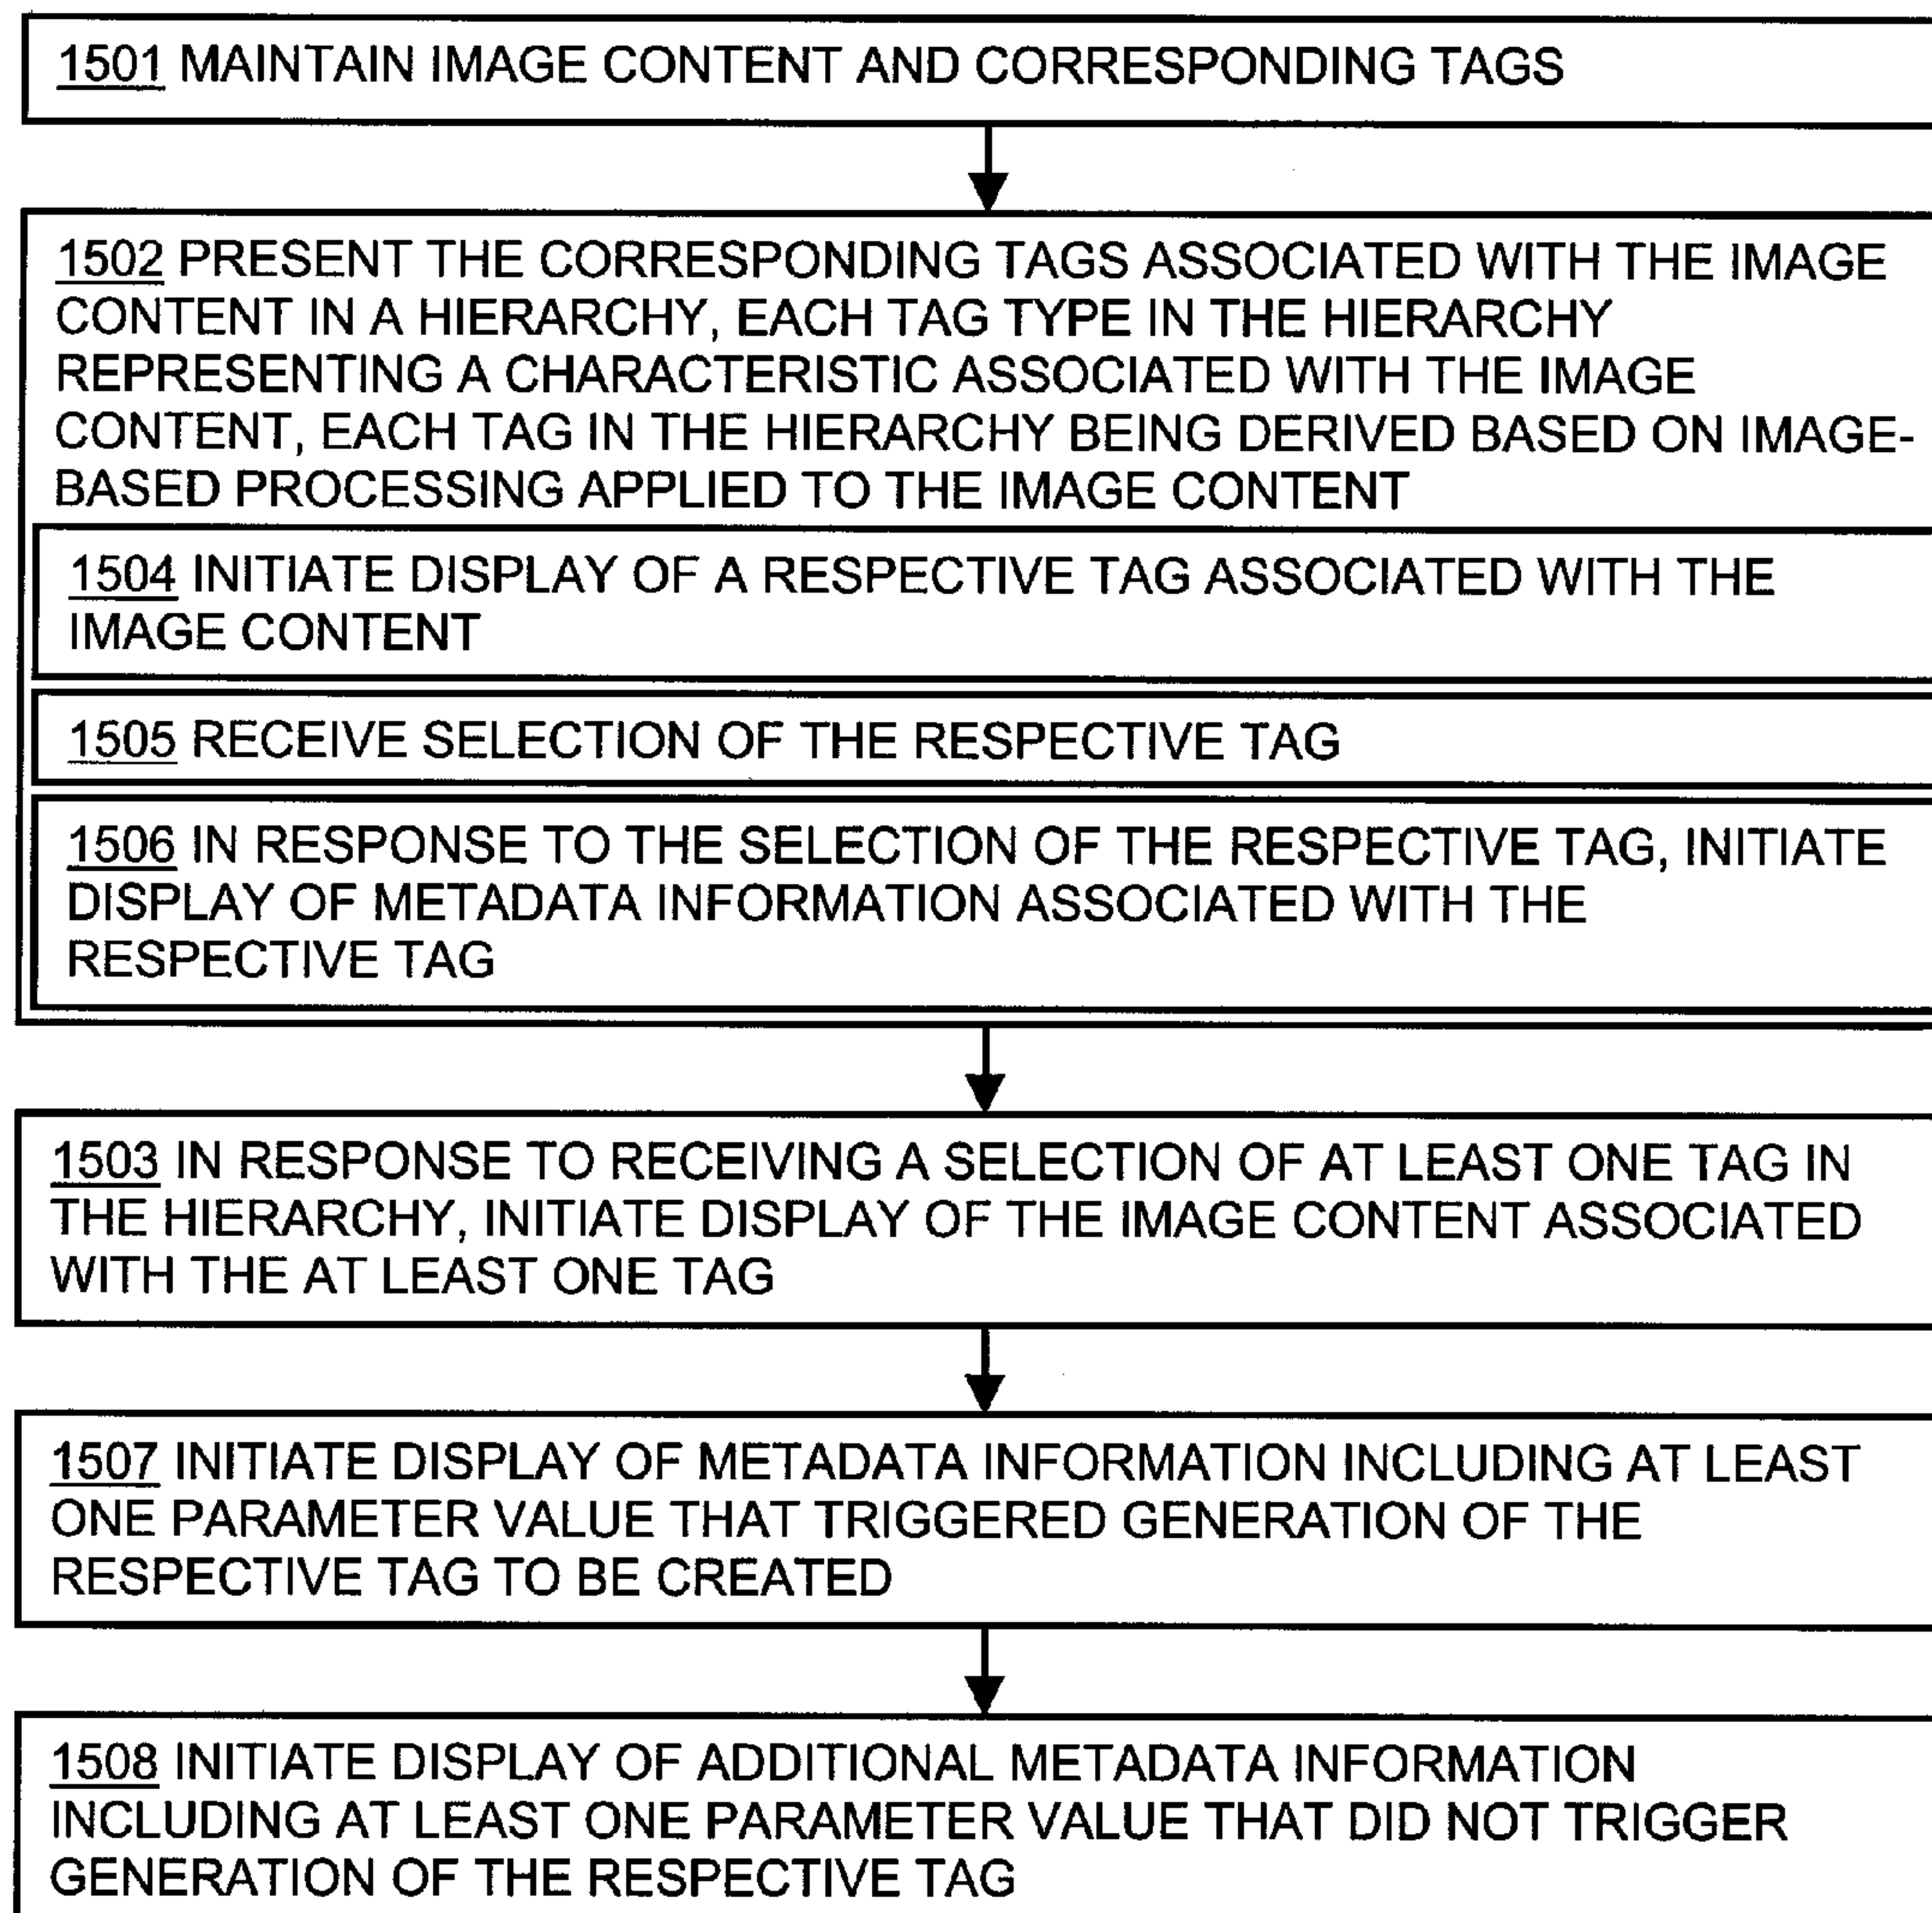 1501 MAINTAIN IMAGE CONTENT AND CORRESPONDING TAGS
1502 PRESENT THE CORRESPONDING TAGS ASSOCIATED WITH THE IMAGE
CONTENT IN A HIERARCHY, EACH TAG TYPE IN THE HIERARCHY
REPRESENTING A CHARACTERISTIC ASSOCIATED WITH THE IMAGE
CONTENT, EACH TAG IN THE HIERARCHY BEING DERIVED BASED ON IMAGE-
BASED PROCESSING APPLIED TO THE IMAGE CONTENT
1504 INITIATE DISPLAY OF A RESPECTIVE TAG ASSOCIATED WITH THE
IMAGE CONTENT
1505 RECEIVE SELECTION OF THE RESPECTIVE TAG
1506 IN RESPONSE TO THE SELECTION OF THE RESPECTIVE TAG, INITIATE
DISPLAY OF METADATA INFORMATION ASSOCIATED WITH THE
RESPECTIVE TAG
1503 IN RESPONSE TO RECEIVING A SELECTION OF AT LEAST ONE TAG IN
THE HIERARCHY, INITIATE DISPLAY OF THE IMAGE CONTENT ASSOCIATED
WITH THE AT LEAST ONE TAG
1507 INITIATE DISPLAY OF METADATA INFORMATION INCLUDING AT LEAST
ONE PARAMETER VALUE THAT TRIGGERED GENERATION OF THE
RESPECTIVE TAG TO BE CREATED
1508 INITIATE DISPLAY OF ADDITIONAL METADATA INFORMATION
INCLUDING AT LEAST ONE PARAMETER VALUE THAT DID NOT TRIGGER
GENERATION OF THE RESPECTIVE TAG